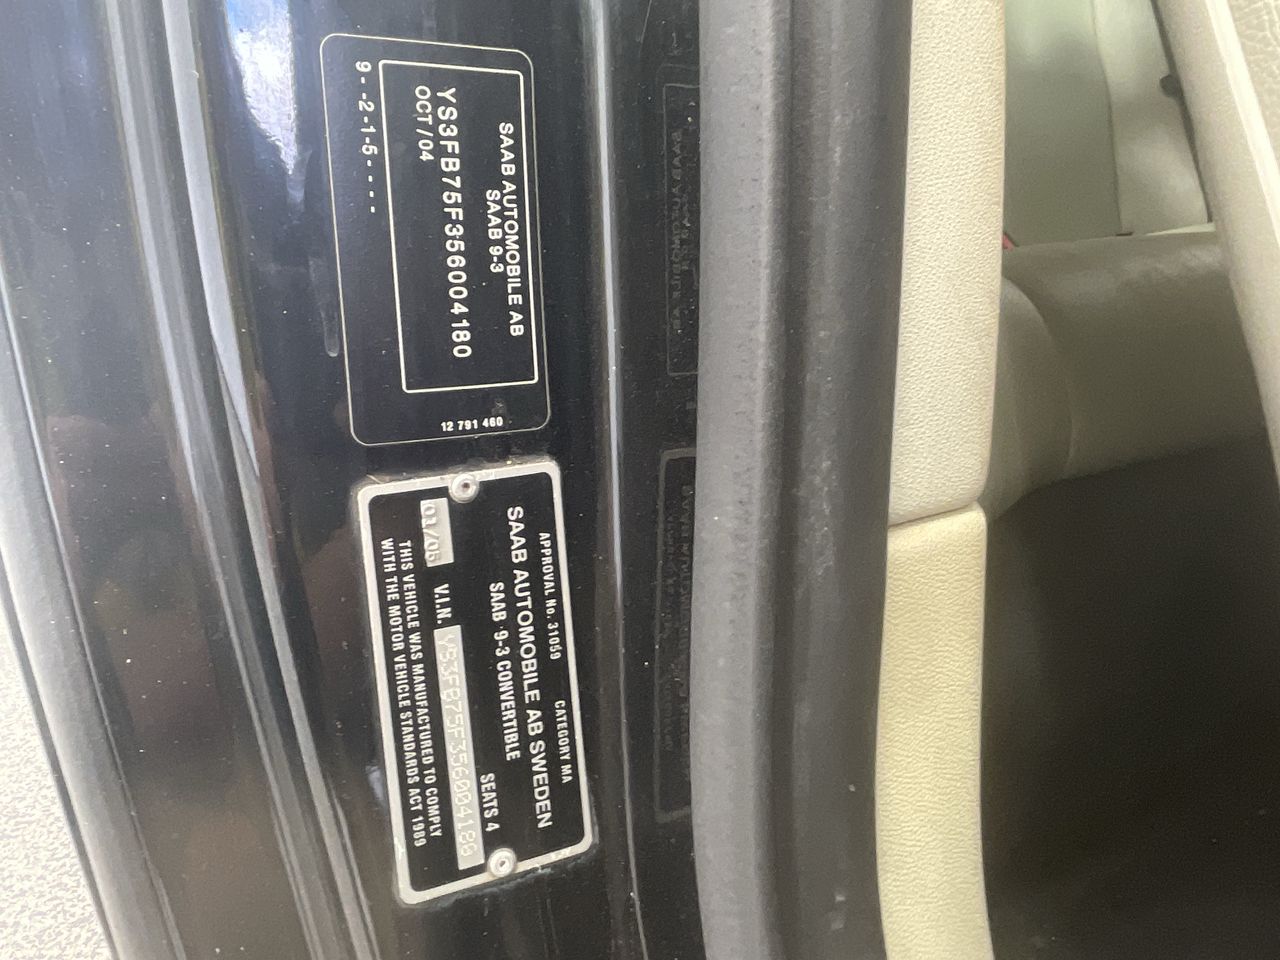 SAAB AUTOMOBILE AB
SAAB 9-3
YS3FB75F356004180
OCT/04
9--2-1-5----
12 791 460
APPROVAL No. 31059 CATEGORY MA
SAAB AUTOMOBILE AB SWEDEN
SAAB 9-3 CONVERTIBLE
SEATS 4
01/05 V.I.N. YS3FB75F356004180
THIS VEHICLE WAS MANUFACTURED TO COMPLY
WITH THE MOTOR VEHICLE STANDARDS ACT 1989